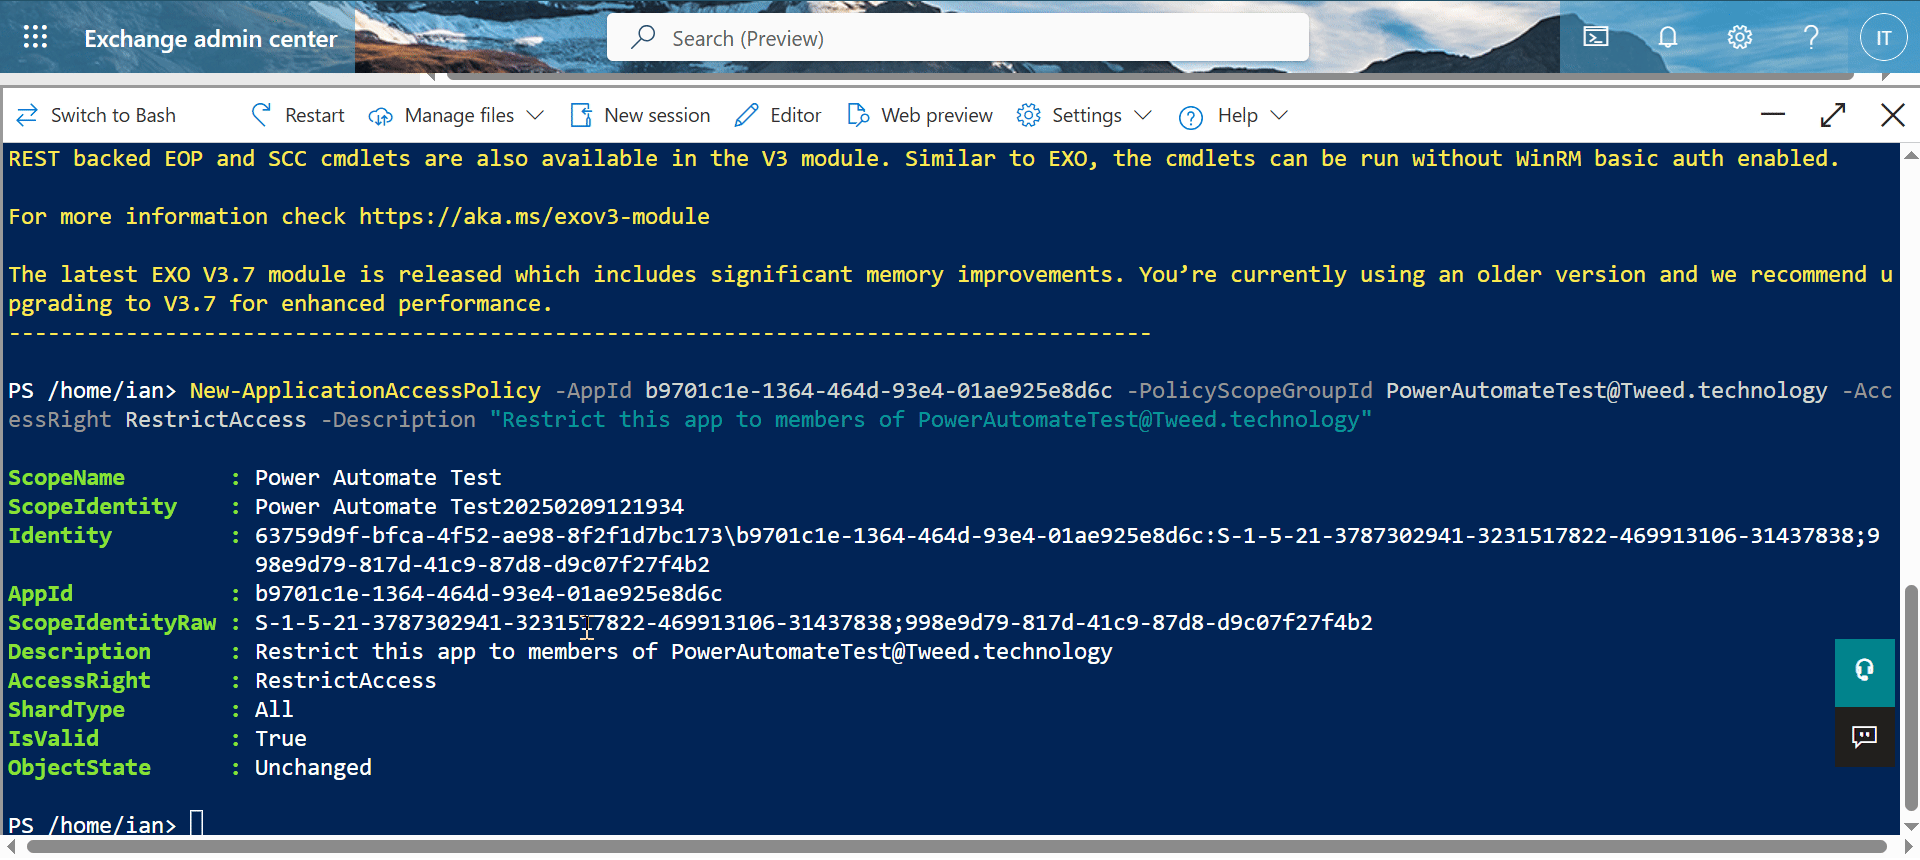 Exchange admin center
Search (Preview)
IT
Switch to Bash
Restart
Manage files
New session
Editor
Web preview
Settings
Help
REST backed EOP and SCC cmdlets are also available in the V3 module. Similar to EXO, the cmdlets can be run without WinRM basic auth enabled.
For more information check https://aka.ms/exov3-module
The latest EXO V3.7 module is released which includes significant memory improvements. You’re currently using an older version and we recommend u
pgrading to V3.7 for enhanced performance.
----------------------------------------------------------------------------------------
PS /home/ian> New-ApplicationAccessPolicy -AppId b9701c1e-1364-464d-93e4-01ae925e8d6c -PolicyScopeGroupId PowerAutomateTest@Tweed.technology -Acc
essRight RestrictAccess -Description "Restrict this app to members of PowerAutomateTest@Tweed.technology"
ScopeName        : Power Automate Test
ScopeIdentity    : Power Automate Test20250209121934
Identity         : 63759d9f-bfca-4f52-ae98-8f2f1d7bc173\b9701c1e-1364-464d-93e4-01ae925e8d6c:S-1-5-21-3787302941-3231517822-469913106-31437838;9
98e9d79-817d-41c9-87d8-d9c07f27f4b2
AppId            : b9701c1e-1364-464d-93e4-01ae925e8d6c
ScopeIdentityRaw : S-1-5-21-3787302941-3231517822-469913106-31437838;998e9d79-817d-41c9-87d8-d9c07f27f4b2
Description      : Restrict this app to members of PowerAutomateTest@Tweed.technology
AccessRight      : RestrictAccess
ShardType        : All
IsValid          : True
ObjectState      : Unchanged
PS /home/ian>